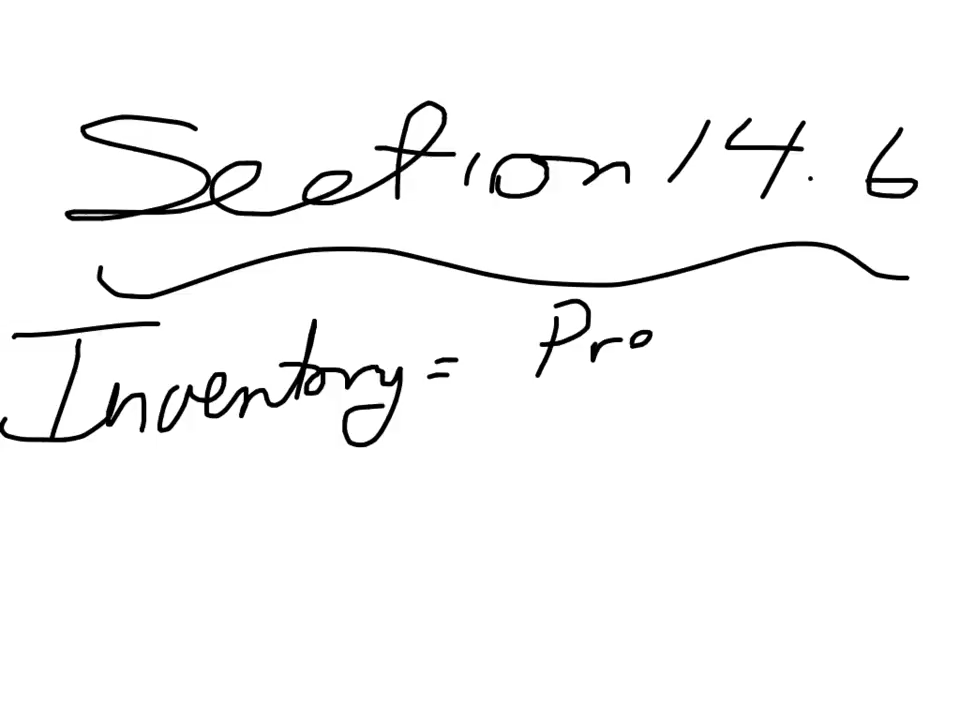 Section 14.6
Inventory = Pro